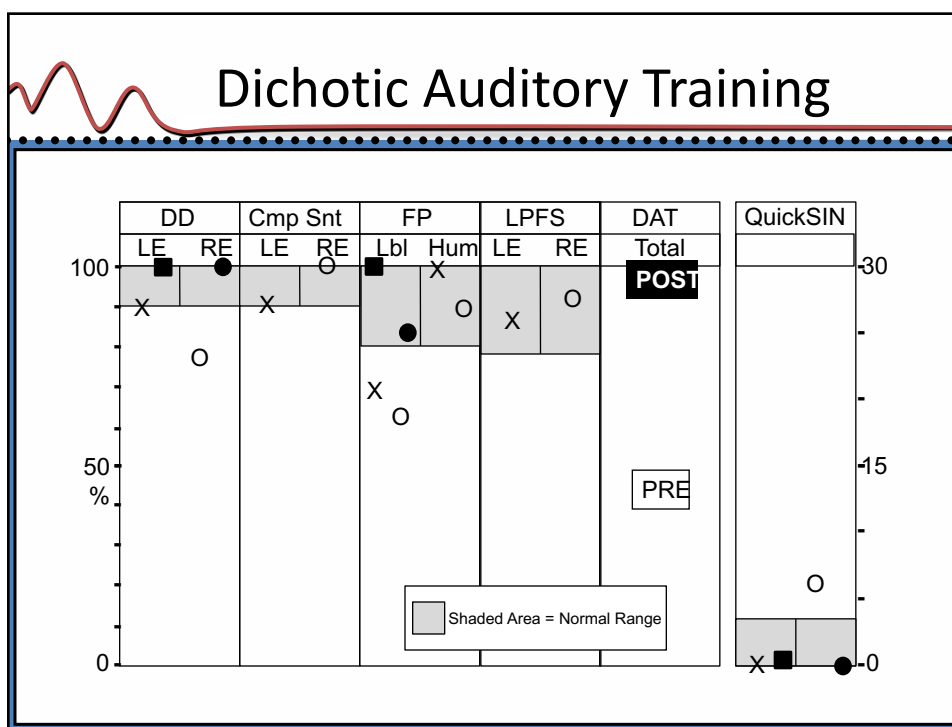 Dichotic Auditory Training
DD Cmp Snt FP LPFS DAT QuickSIN
LE RE LE RE Lbl Hum LE RE Total
100 30
POST
X O X O X O X O
X O
50 15
%
PRE
O
Shaded Area = Normal Range
X
0 0